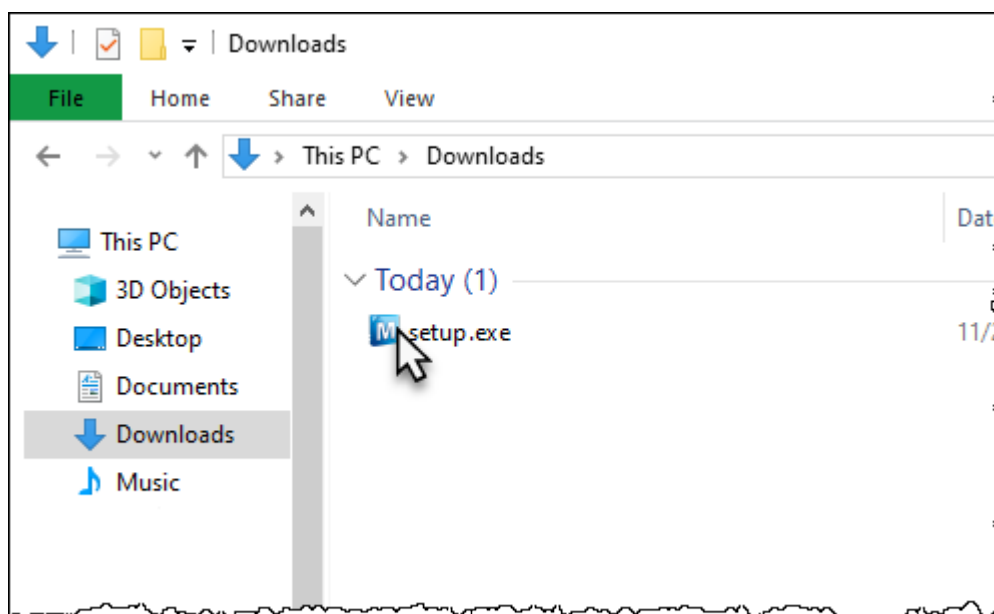 Downloads
File Home Share View
This PC > Downloads
Name Dat
This PC
3D Objects
Desktop
Documents
Downloads
Music
Today (1)
M setup.exe 11/2